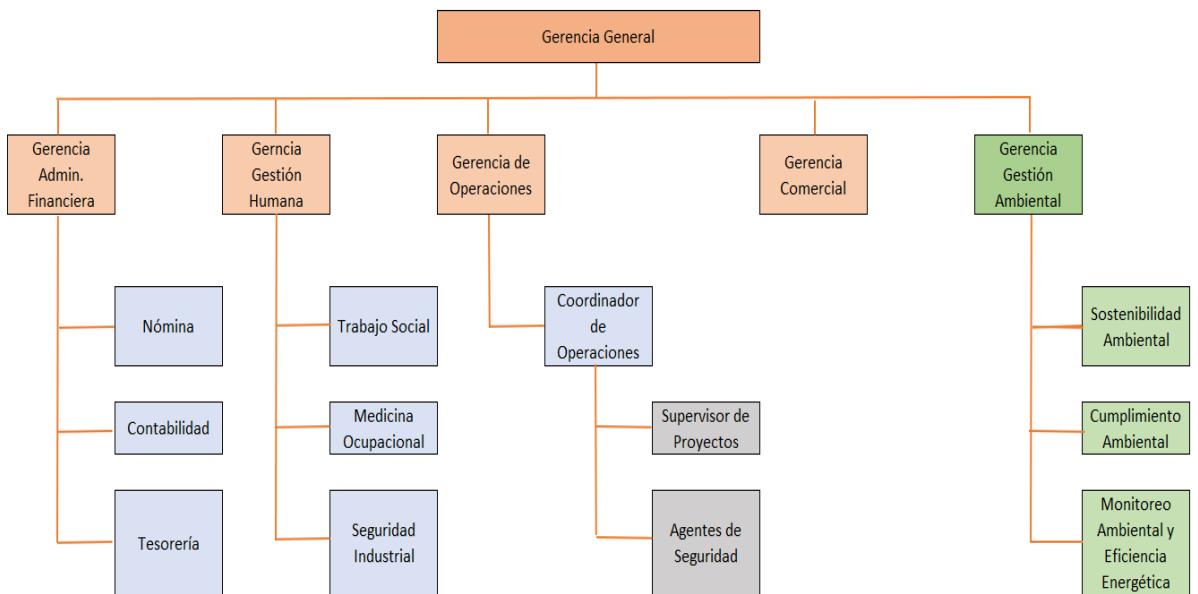 Gerencia General
Gerencia
Admin.
Financiera
Gerncia
Gestión
Humana
Gerencia de
Operaciones
Gerencia
Comercial
Gerencia
Gestión
Ambiental
Nómina
Contabilidad
Tesorería
Trabajo Social
Medicina
Ocupacional
Seguridad
Industrial
Coordinador
de
Operaciones
Supervisor de
Proyectos
Agentes de
Seguridad
Sostenibilidad
Ambiental
Cumplimiento
Ambiental
Monitoreo
Ambiental y
Eficiencia
Energética